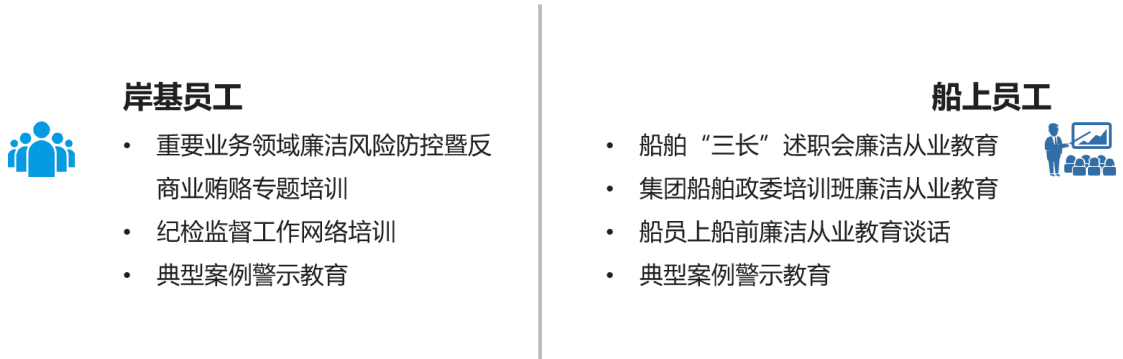 岸基员工
• 重要业务领域廉洁风险防控暨反
商业贿赂专题培训
• 纪检监督工作网络培训
• 典型案例警示教育
船上员工
• 船舶“三长”述职会廉洁从业教育
• 集团船舶政委培训班廉洁从业教育
• 船员上船前廉洁从业教育谈话
• 典型案例警示教育